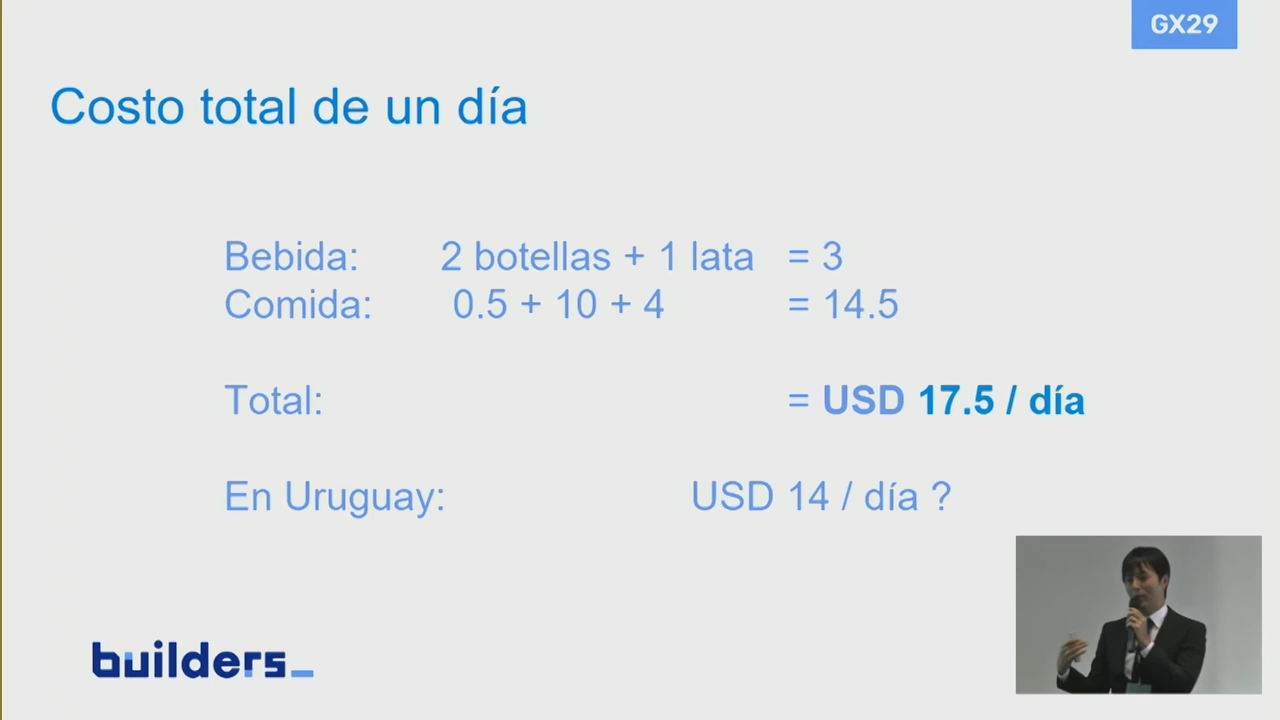 GX29
Costo total de un día
Bebida: 2 botellas + 1 lata = 3
Comida: 0.5 + 10 + 4 = 14.5
Total: = USD 17.5 / día
En Uruguay: USD 14 / día ?
builders_